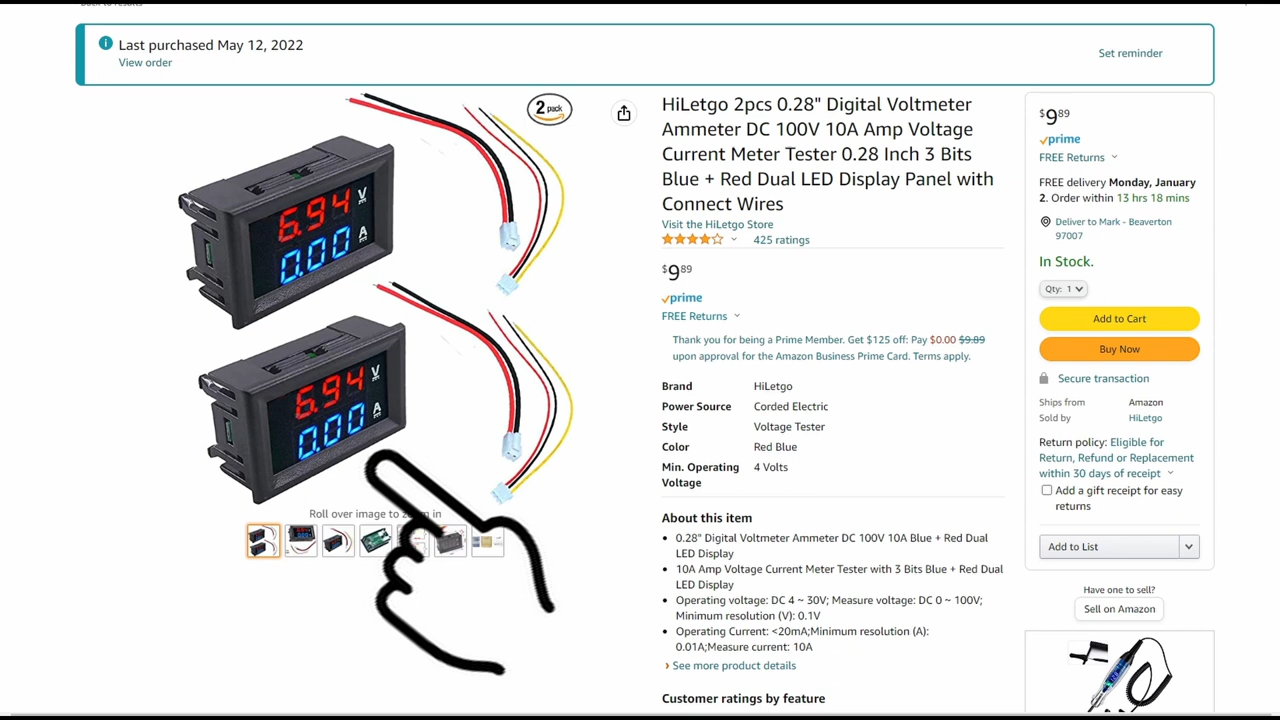 Back to results
Last purchased May 12, 2022
View order
Set reminder
2 pack
6.94 V
0.00 A
6.94 V
0.00 A
Roll over image to zoom in
HiLetgo 2pcs 0.28" Digital Voltmeter
Ammeter DC 100V 10A Amp Voltage
Current Meter Tester 0.28 Inch 3 Bits
Blue + Red Dual LED Display Panel with
Connect Wires
Visit the HiLetgo Store
425 ratings
$9 89
prime
FREE Returns
Thank you for being a Prime Member. Get $125 off: Pay $0.00 $9.89
upon approval for the Amazon Business Prime Card. Terms apply.
Brand HiLetgo
Power Source Corded Electric
Style Voltage Tester
Color Red Blue
Min. Operating 4 Volts
Voltage
About this item
• 0.28" Digital Voltmeter Ammeter DC 100V 10A Blue + Red Dual
LED Display
• 10A Amp Voltage Current Meter Tester with 3 Bits Blue + Red Dual
LED Display
• Operating voltage: DC 4 ~ 30V; Measure voltage: DC 0 ~ 100V;
Minimum resolution (V): 0.1V
• Operating Current: <20mA;Minimum resolution (A):
0.01A;Measure current: 10A
› See more product details
Customer ratings by feature
$9 89
prime
FREE Returns
FREE delivery Monday, January
2. Order within 13 hrs 18 mins
Deliver to Mark - Beaverton
97007
In Stock.
Qty: 1
Add to Cart
Buy Now
Secure transaction
Ships from Amazon
Sold by HiLetgo
Return policy: Eligible for
Return, Refund or Replacement
within 30 days of receipt
Add a gift receipt for easy
returns
Add to List
Have one to sell?
Sell on Amazon